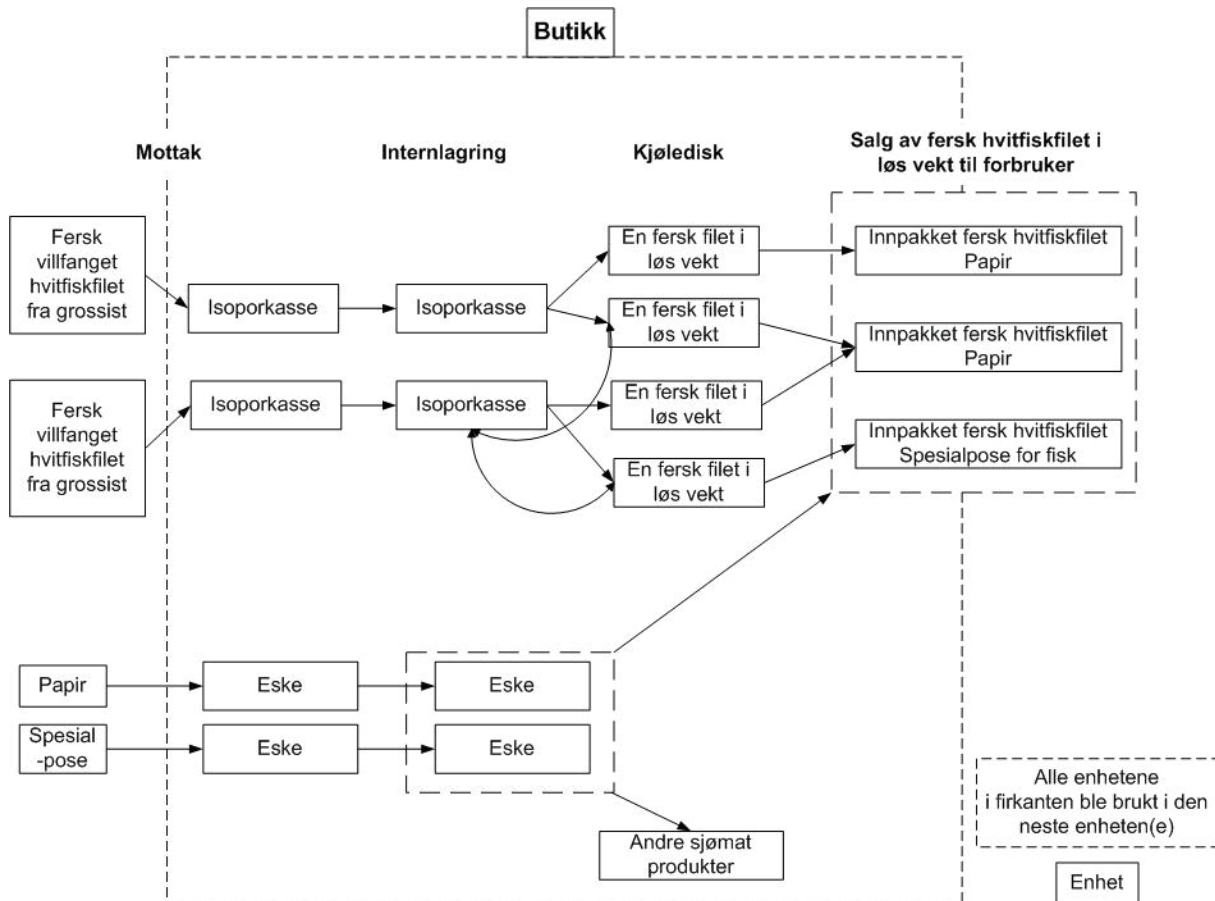 Butikk
Mottak
Internlagring
Kjøledisk
Salg av fersk hvitfiskfilet i
løs vekt til forbruker
Fersk
villfanget
hvitfiskfilet
fra grossist
Isoporkasse
Isoporkasse
En fersk filet i
løs vekt
Innpakket fersk hvitfiskfilet
Papir
En fersk filet i
løs vekt
Innpakket fersk hvitfiskfilet
Papir
Fersk
villfanget
hvitfiskfilet
fra grossist
Isoporkasse
Isoporkasse
En fersk filet i
løs vekt
En fersk filet i
løs vekt
Innpakket fersk hvitfiskfilet
Spesialpose for fisk
Papir
Eske
Eske
Spesial
-pose
Eske
Eske
Andre sjømat
produkter
Alle enhetene
i firkanten ble brukt i den
neste enheten(e)
Enhet